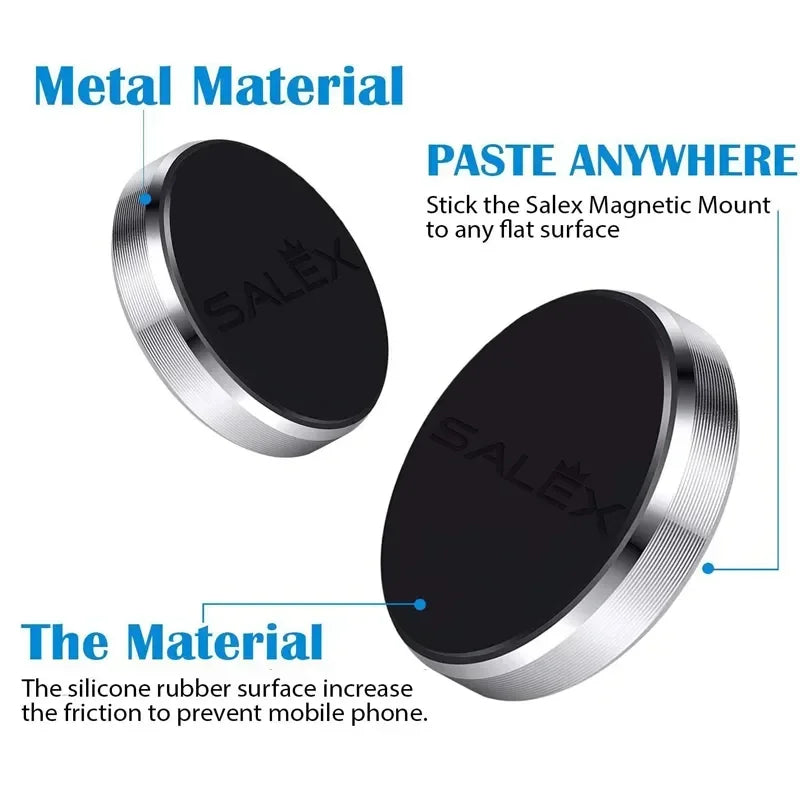 Metal Material
PASTE ANYWHERE
Stick the Salex Magnetic Mount
to any flat surface
SALEX
SALEX
The Material
The silicone rubber surface increase
the friction to prevent mobile phone.